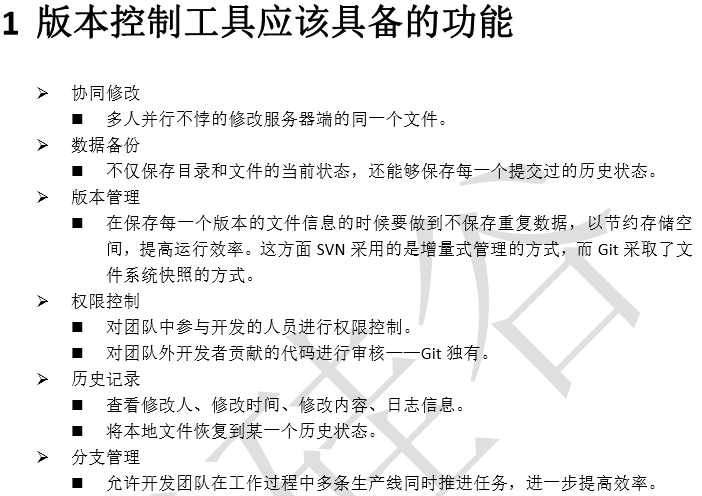 1 版本控制工具应该具备的功能
➢ 协同修改
■ 多人并行不悖的修改服务器端的同一个文件。
➢ 数据备份
■ 不仅保存目录和文件的当前状态，还能够保存每一个提交过的历史状态。
➢ 版本管理
■ 在保存每一个版本的文件信息的时候要做到不保存重复数据，以节约存储空
间，提高运行效率。这方面 SVN 采用的是增量式管理的方式，而 Git 采取了文
件系统快照的方式。
➢ 权限控制
■ 对团队中参与开发的人员进行权限控制。
■ 对团队外开发者贡献的代码进行审核——Git 独有。
➢ 历史记录
■ 查看修改人、修改时间、修改内容、日志信息。
■ 将本地文件恢复到某一个历史状态。
➢ 分支管理
■ 允许开发团队在工作过程中多条生产线同时推进任务，进一步提高效率。
硅谷